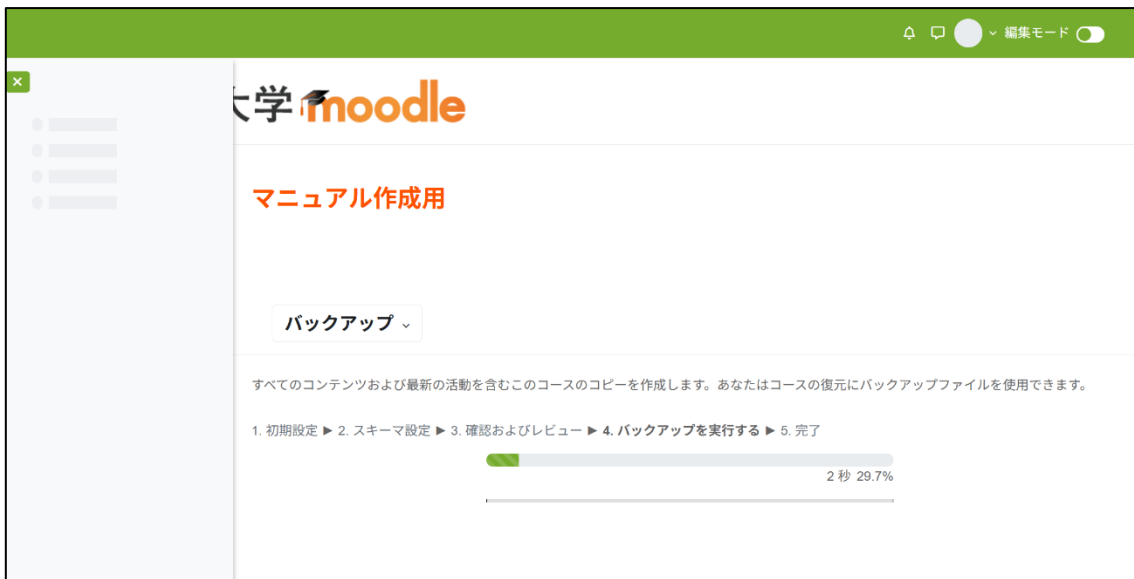 編集モード
大学 moodle
マニュアル作成用
バックアップ
すべてのコンテンツおよび最新の活動を含むこのコースのコピーを作成します。あなたはコースの復元にバックアップファイルを使用できます。
1. 初期設定 ► 2. スキーマ設定 ► 3. 確認およびレビュー ► 4. バックアップを実行する ► 5. 完了
2 秒 29.7%